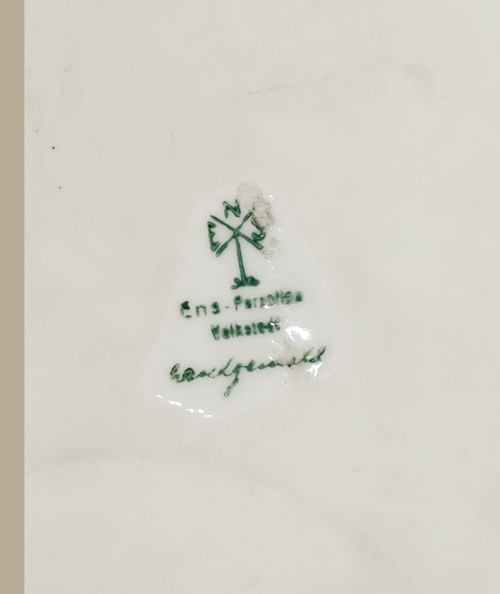 N
E
Ens-Porzellan
Volkstedt
handgemalt